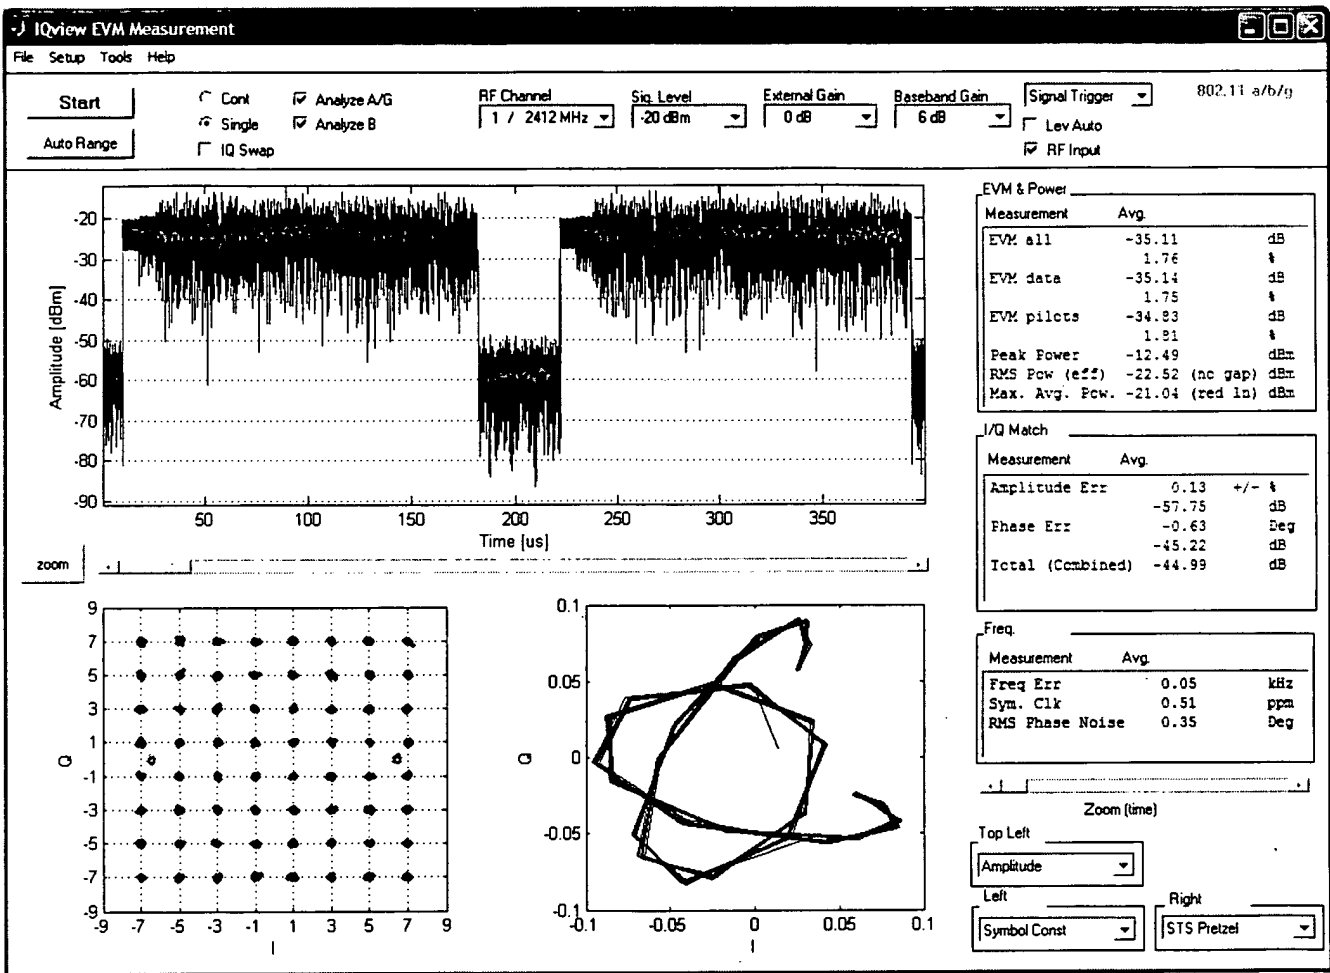 IQview EVM Measurement
File Setup Tools Help
Start
Auto Range
Cont
Single
IQ Swap
Analyze A/G
Analyze B
RF Channel
1 / 2412 MHz
Sig. Level
-20 dBm
External Gain
0 dB
Baseband Gain
6 dB
Signal Trigger
Lev Auto
RF Input
802.11 a/b/g
Amplitude [dBm]
-20
-30
-40
-50
-60
-70
-80
-90
50 100 150 200 250 300 350
Time [us]
zoom
EVM & Power
Measurement Avg.
EVM all -35.11 dB
1.76 %
EVM data -35.14 dB
1.75 %
EVM pilots -34.83 dB
1.81 %
Peak Power -12.49 dBm
RMS Pow (eff) -22.52 (no gap) dBm
Max. Avg. Pow. -21.04 (red ln) dBm
I/Q Match
Measurement Avg.
Amplitude Err 0.13 +/- %
-57.75 dB
Phase Err -0.63 Deg
-45.22 dB
Total (Combined) -44.99 dB
Freq.
Measurement Avg.
Freq Err 0.05 kHz
Sym. Clk 0.51 ppm
RMS Phase Noise 0.35 Deg
Zoom (time)
Top Left
Amplitude
Left
Symbol Const
Right
STS Pretzel
Q
9
7
5
3
1
-1
-3
-5
-7
-9
-9 -7 -5 -3 -1 1 3 5 7 9
I
Q
0.1
0.05
0
-0.05
-0.1
-0.1 -0.05 0 0.05 0.1
I